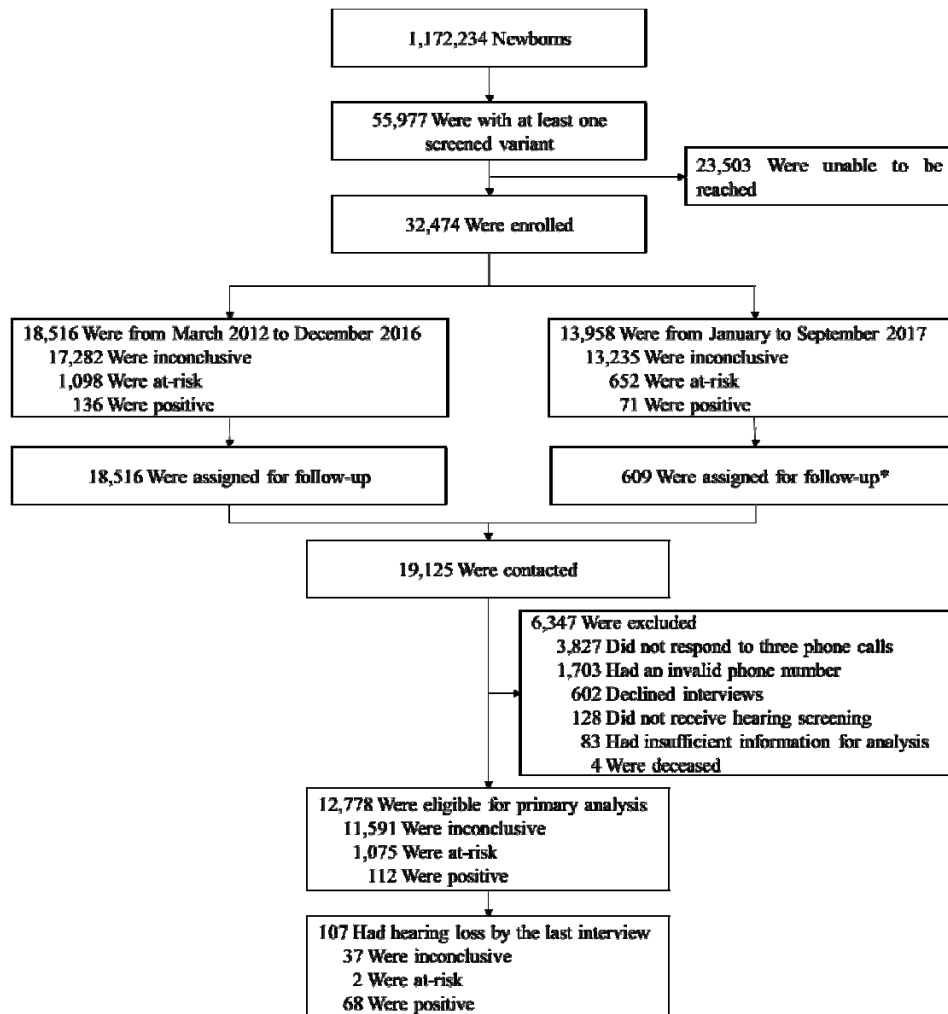 1,172,234 Newborns
55,977 Were with at least one
screened variant
23,503 Were unable to be
reached
32,474 Were enrolled
18,516 Were from March 2012 to December 2016
17,282 Were inconclusive
1,098 Were at-risk
136 Were positive
13,958 Were from January to September 2017
13,235 Were inconclusive
652 Were at-risk
71 Were positive
18,516 Were assigned for follow-up
609 Were assigned for follow-up*
19,125 Were contacted
6,347 Were excluded
3,827 Did not respond to three phone calls
1,703 Had an invalid phone number
602 Declined interviews
128 Did not receive hearing screening
83 Had insufficient information for analysis
4 Were deceased
12,778 Were eligible for primary analysis
11,591 Were inconclusive
1,075 Were at-risk
112 Were positive
107 Had hearing loss by the last interview
37 Were inconclusive
2 Were at-risk
68 Were positive